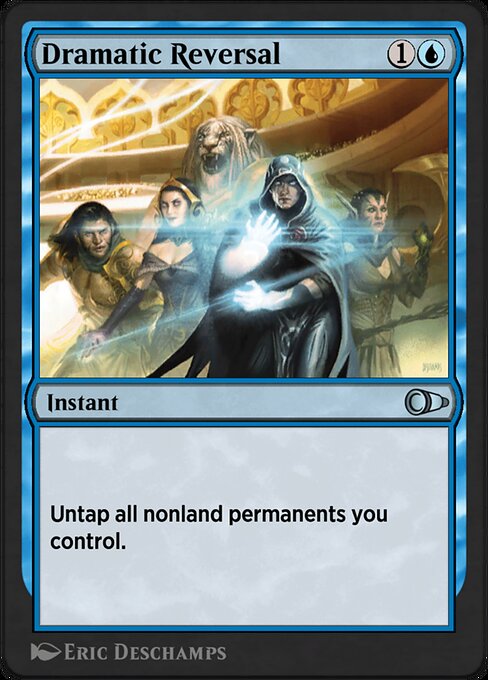 Dramatic Reversal 1
Instant
Untap all nonland permanents you
control.
Eric Deschamps